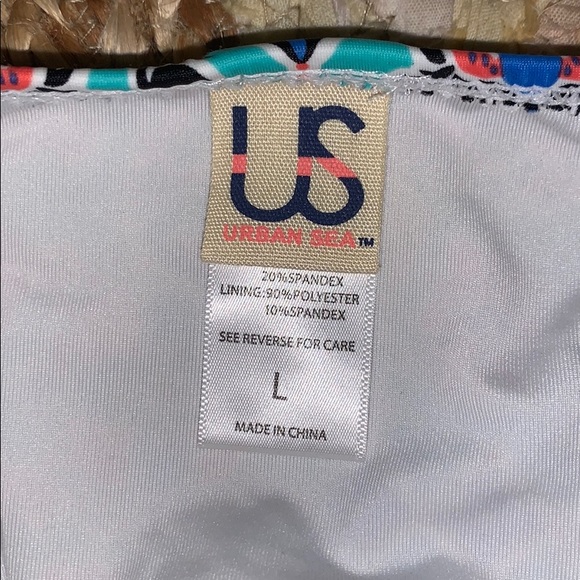 US
URBAN SEA™
20%SPANDEX
LINING:90%POLYESTER
10%SPANDEX
SEE REVERSE FOR CARE
L
MADE IN CHINA